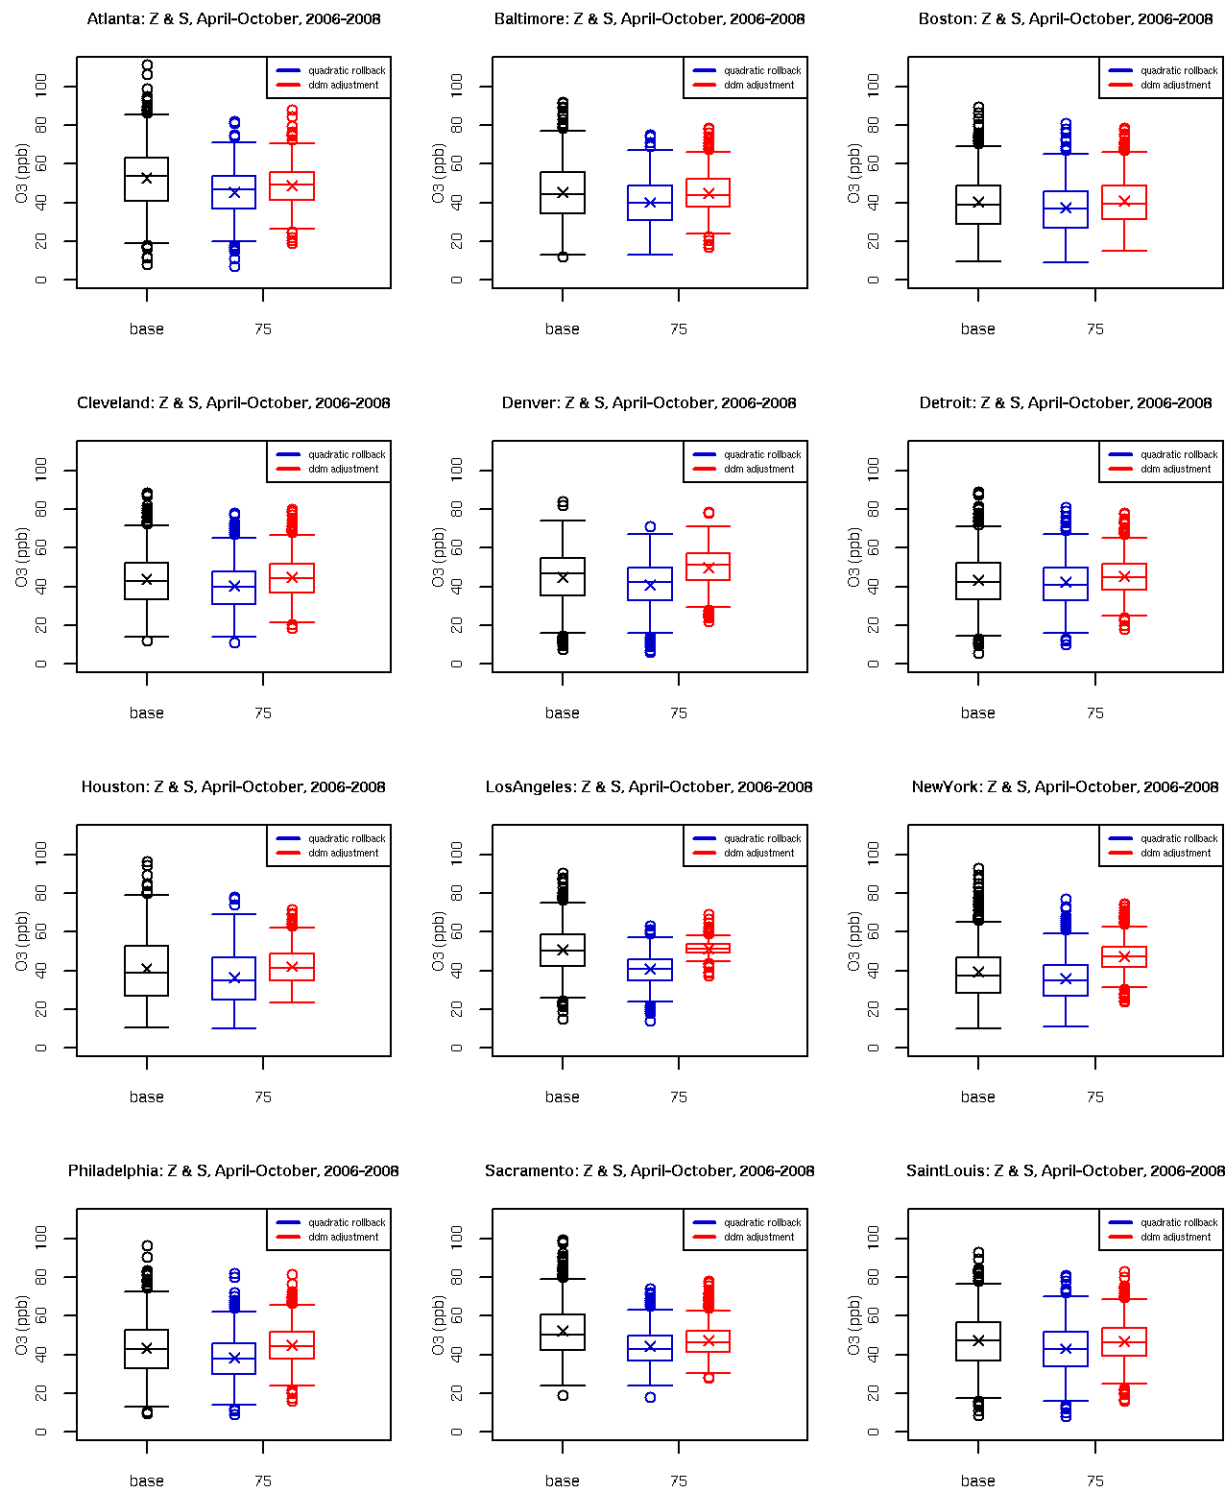 Atlanta: Z & S, April-October, 2006-2008
quadratic rollback
ddm adjustment
O3 (ppb)
100
80
60
40
20
0
base
75
Baltimore: Z & S, April-October, 2006-2008
quadratic rollback
ddm adjustment
O3 (ppb)
100
80
60
40
20
0
base
75
Boston: Z & S, April-October, 2006-2008
quadratic rollback
ddm adjustment
O3 (ppb)
100
80
60
40
20
0
base
75
Cleveland: Z & S, April-October, 2006-2008
quadratic rollback
ddm adjustment
O3 (ppb)
100
80
60
40
20
0
base
75
Denver: Z & S, April-October, 2006-2008
quadratic rollback
ddm adjustment
O3 (ppb)
100
80
60
40
20
0
base
75
Detroit: Z & S, April-October, 2006-2008
quadratic rollback
ddm adjustment
O3 (ppb)
100
80
60
40
20
0
base
75
Houston: Z & S, April-October, 2006-2008
quadratic rollback
ddm adjustment
O3 (ppb)
100
80
60
40
20
0
base
75
LosAngeles: Z & S, April-October, 2006-2008
quadratic rollback
ddm adjustment
O3 (ppb)
100
80
60
40
20
0
base
75
NewYork: Z & S, April-October, 2006-2008
quadratic rollback
ddm adjustment
O3 (ppb)
100
80
60
40
20
0
base
75
Philadelphia: Z & S, April-October, 2006-2008
quadratic rollback
ddm adjustment
O3 (ppb)
100
80
60
40
20
0
base
75
Sacramento: Z & S, April-October, 2006-2008
quadratic rollback
ddm adjustment
O3 (ppb)
100
80
60
40
20
0
base
75
SaintLouis: Z & S, April-October, 2006-2008
quadratic rollback
ddm adjustment
O3 (ppb)
100
80
60
40
20
0
base
75